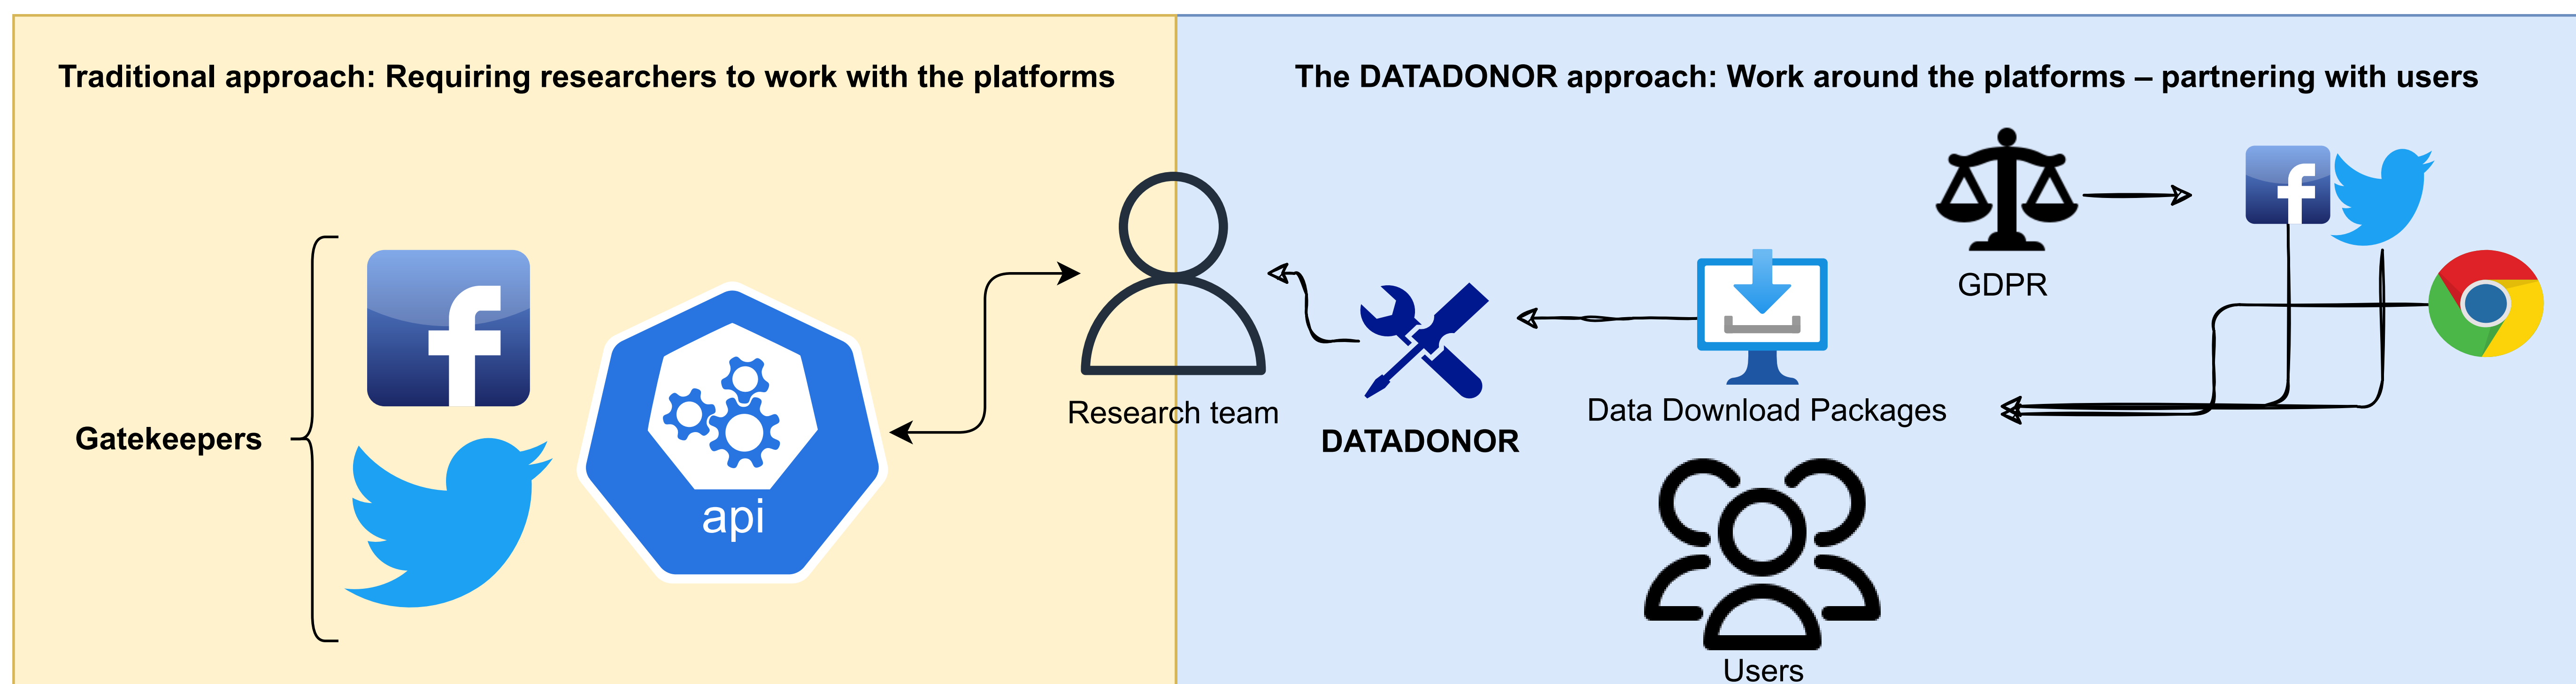 Traditional approach: Requiring researchers to work with the platforms
Gatekeepers
api
Research team
The DATADONOR approach: Work around the platforms – partnering with users
GDPR
DATADONOR
Data Download Packages
Users